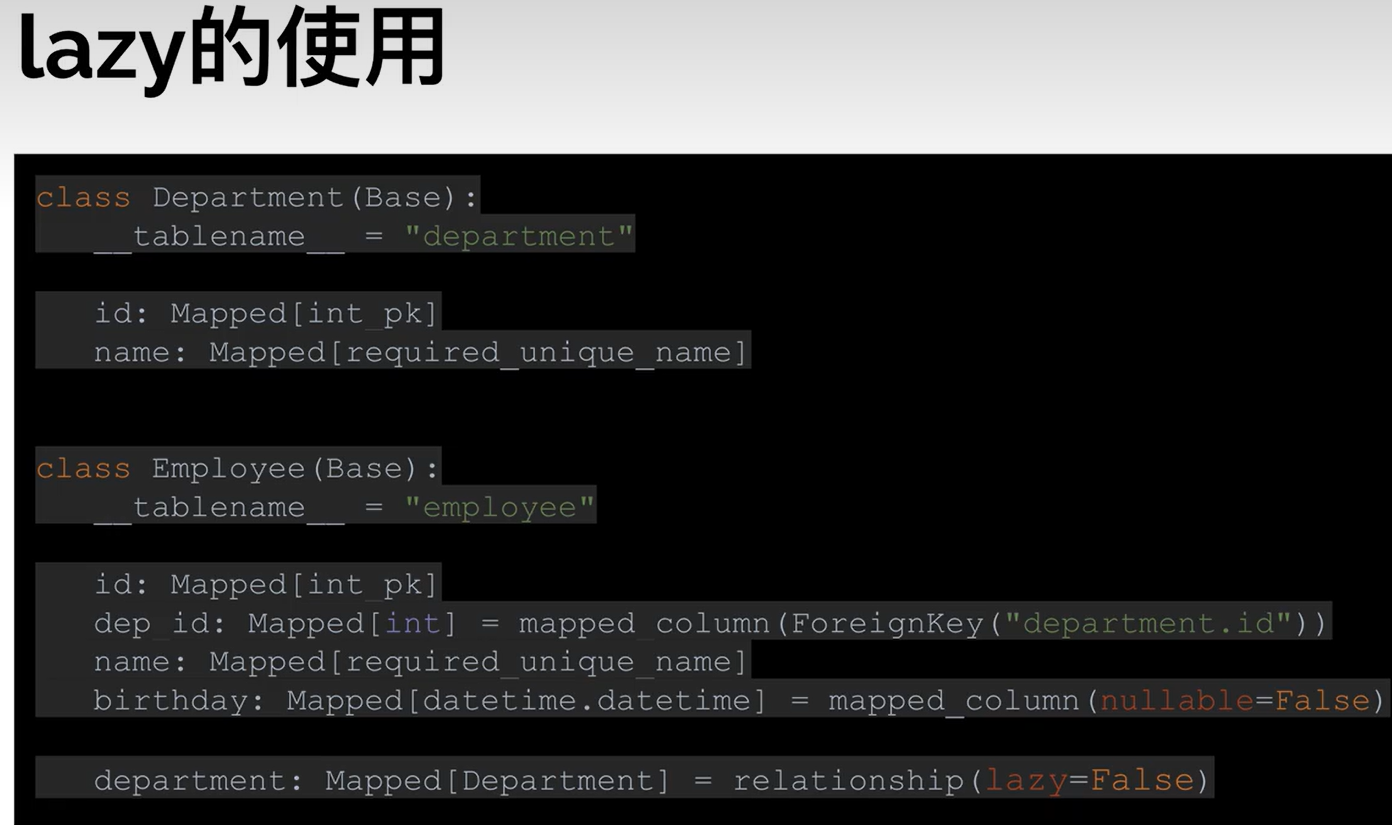 lazy的使用
class Department(Base):
    __tablename__ = "department"
    id: Mapped[int_pk]
    name: Mapped[required_unique_name]
class Employee(Base):
    __tablename__ = "employee"
    id: Mapped[int_pk]
    dep_id: Mapped[int] = mapped_column(ForeignKey("department.id"))
    name: Mapped[required_unique_name]
    birthday: Mapped[datetime.datetime] = mapped_column(nullable=False)
    department: Mapped[Department] = relationship(lazy=False)